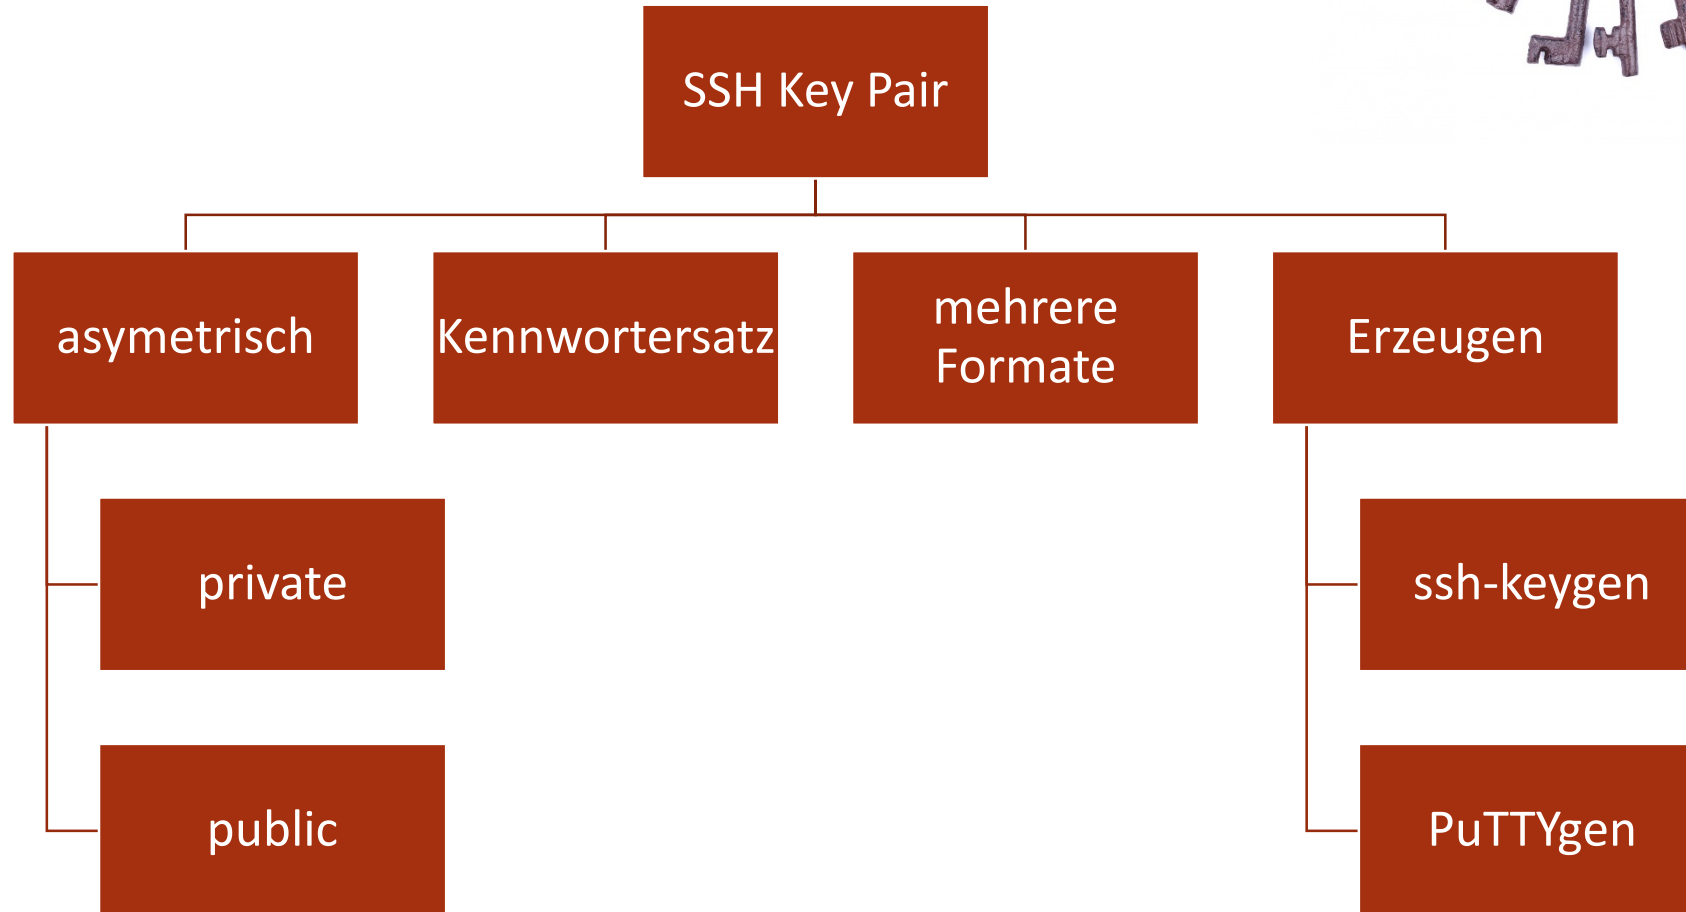 SSH Key Pair
asymetrisch
Kennwortersatz
mehrere
Formate
Erzeugen
private
public
ssh-keygen
PuTTYgen